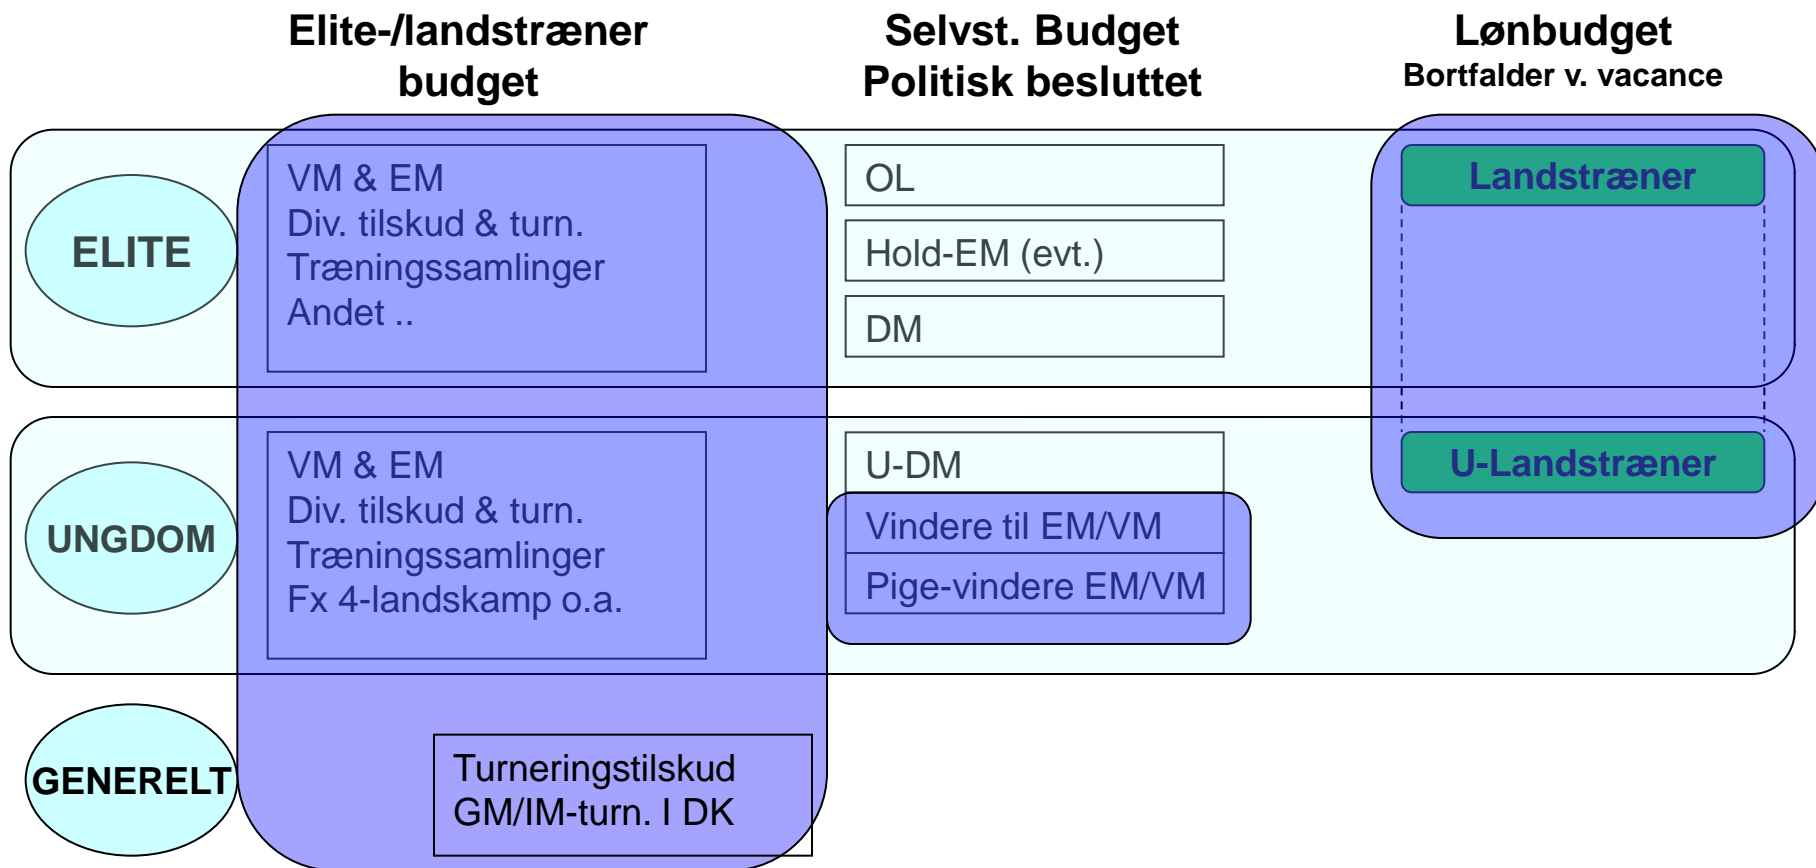 Elite-/landstræner
budget
Selvst. Budget
Politisk besluttet
Lønbudget
Bortfalder v. vacance
ELITE
VM & EM
Div. tilskud & turn.
Træningssamlinger
Andet ..
OL
Hold-EM (evt.)
DM
Landstræner
UNGDOM
VM & EM
Div. tilskud & turn.
Træningssamlinger
Fx 4-landskamp o.a.
U-DM
Vindere til EM/VM
Pige-vindere EM/VM
U-Landstræner
GENERELT
Turneringstilskud
GM/IM-turn. I DK